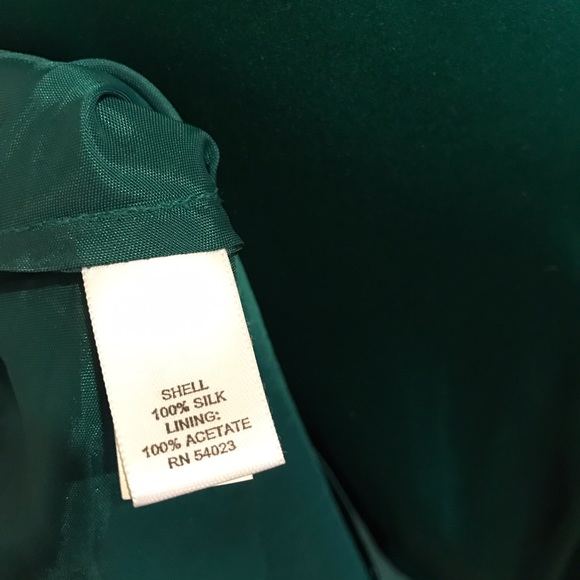 SHELL
100% SILK
LINING:
100% ACETATE
RN 54023